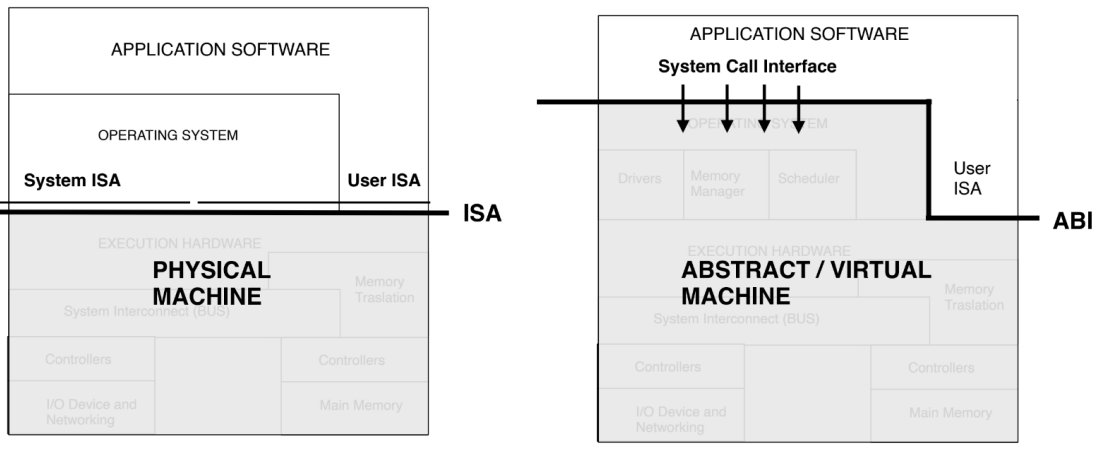 APPLICATION SOFTWARE
OPERATING SYSTEM
System ISA
User ISA
ISA
EXECUTION HARDWARE
PHYSICAL
MACHINE
Memory
Traslation
System Interconnect (BUS)
Controllers
Controllers
I/O Device and
Networking
Main Memory
APPLICATION SOFTWARE
System Call Interface
OPERATING SYSTEM
Drivers
Memory
Manager
Scheduler
User
ISA
ABI
EXECUTION HARDWARE
ABSTRACT / VIRTUAL
MACHINE
Memory
Traslation
System Interconnect (BUS)
Controllers
Controllers
I/O Device and
Networking
Main Memory